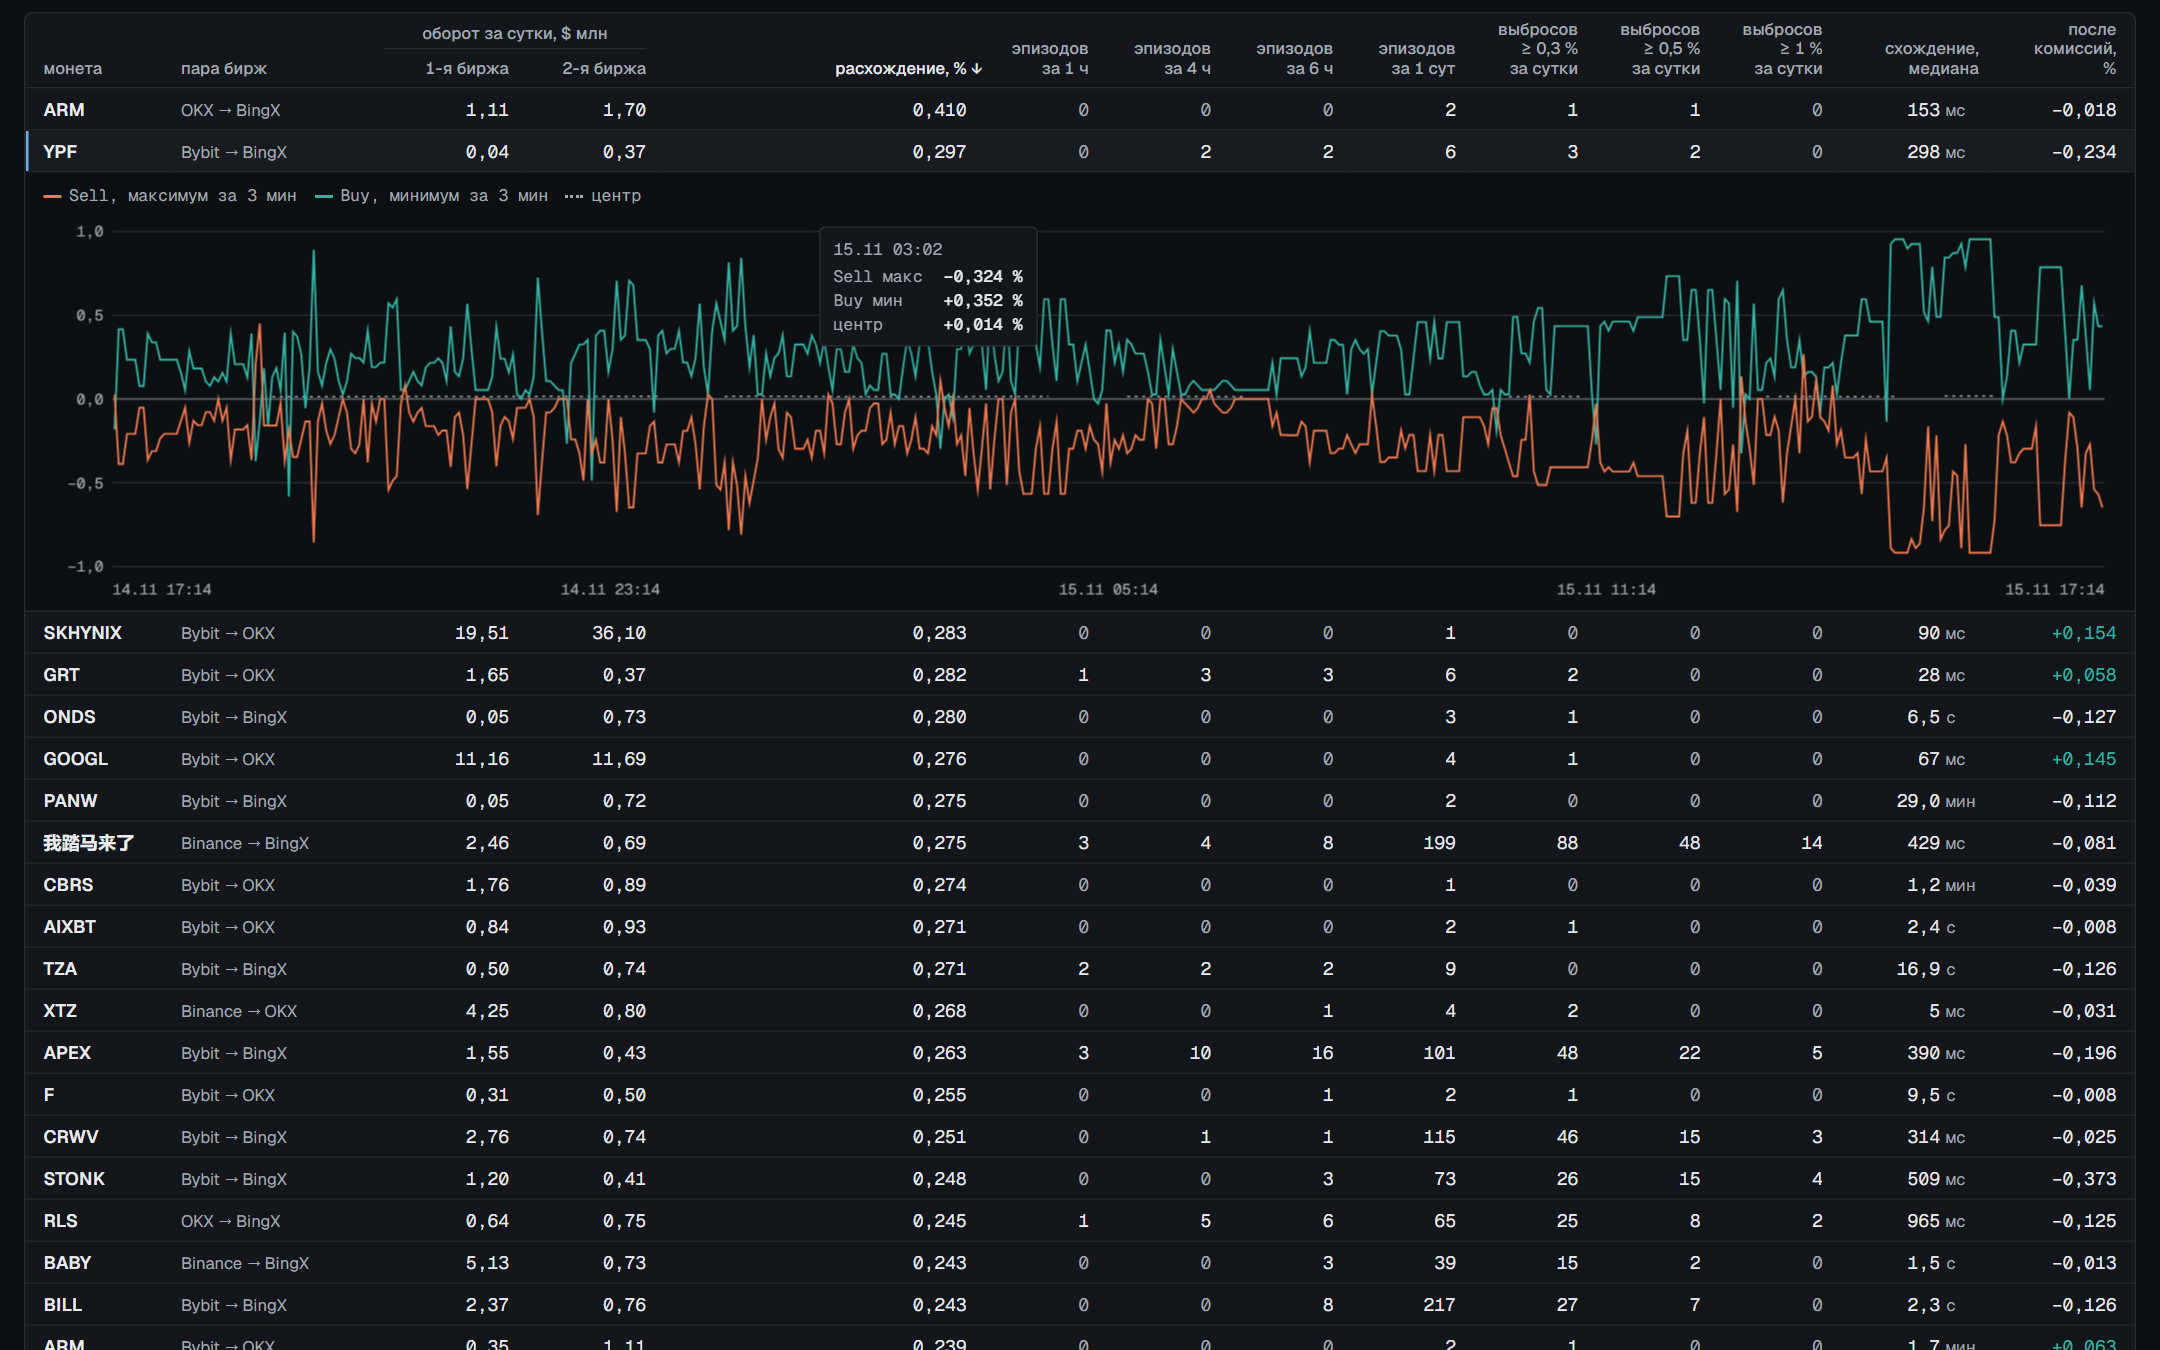 оборот за сутки, $ млн
монета пара бирж 1-я биржа 2-я биржа расхождение, % ↓ эпизодов за 1 ч эпизодов за 4 ч эпизодов за 6 ч эпизодов за 1 сут выбросов ≥ 0,3 % за сутки выбросов ≥ 0,5 % за сутки выбросов ≥ 1 % за сутки схождение, медиана после комиссий, %
ARM OKX → BingX 1,11 1,70 0,410 0 0 0 2 1 1 0 153 мс −0,018
YPF Bybit → BingX 0,04 0,37 0,297 0 2 2 6 3 2 0 298 мс −0,234
Sell, максимум за 3 мин Buy, минимум за 3 мин центр
1,0
0,5
0,0
−0,5
−1,0
15.11 03:02
Sell макс −0,324 %
Buy мин +0,352 %
центр +0,014 %
14.11 17:14 14.11 23:14 15.11 05:14 15.11 11:14 15.11 17:14
SKHYNIX Bybit → OKX 19,51 36,10 0,283 0 0 0 1 0 0 0 90 мс +0,154
GRT Bybit → OKX 1,65 0,37 0,282 1 3 3 6 2 0 0 28 мс +0,058
ONDS Bybit → BingX 0,05 0,73 0,280 0 0 0 3 1 0 0 6,5 с −0,127
GOOGL Bybit → OKX 11,16 11,69 0,276 0 0 0 4 1 0 0 67 мс +0,145
PANW Bybit → BingX 0,05 0,72 0,275 0 0 0 2 0 0 0 29,0 мин −0,112
我踏马来了 Binance → BingX 2,46 0,69 0,275 3 4 8 199 88 48 14 429 мс −0,081
CBRS Bybit → OKX 1,76 0,89 0,274 0 0 0 1 0 0 0 1,2 мин −0,039
AIXBT Bybit → OKX 0,84 0,93 0,271 0 0 0 2 1 0 0 2,4 с −0,008
TZA Bybit → BingX 0,50 0,74 0,271 2 2 2 9 0 0 0 16,9 с −0,126
XTZ Binance → OKX 4,25 0,80 0,268 0 0 1 4 2 0 0 5 мс −0,031
APEX Bybit → BingX 1,55 0,43 0,263 3 10 16 101 48 22 5 390 мс −0,196
F Bybit → OKX 0,31 0,50 0,255 0 0 1 2 1 0 0 9,5 с −0,008
CRWV Bybit → BingX 2,76 0,74 0,251 0 1 1 115 46 15 3 314 мс −0,025
STONK Bybit → BingX 1,20 0,41 0,248 0 0 3 73 26 15 4 509 мс −0,373
RLS OKX → BingX 0,64 0,75 0,245 1 5 6 65 25 8 2 965 мс −0,125
BABY Binance → BingX 5,13 0,73 0,243 0 0 3 39 15 2 0 1,5 с −0,013
BILL Bybit → BingX 2,37 0,76 0,243 0 0 8 217 27 7 0 2,3 с −0,126
ARM Bybit → OKX 0,35 1,11 0,239 0 0 0 2 1 0 0 1,7 мин +0,063